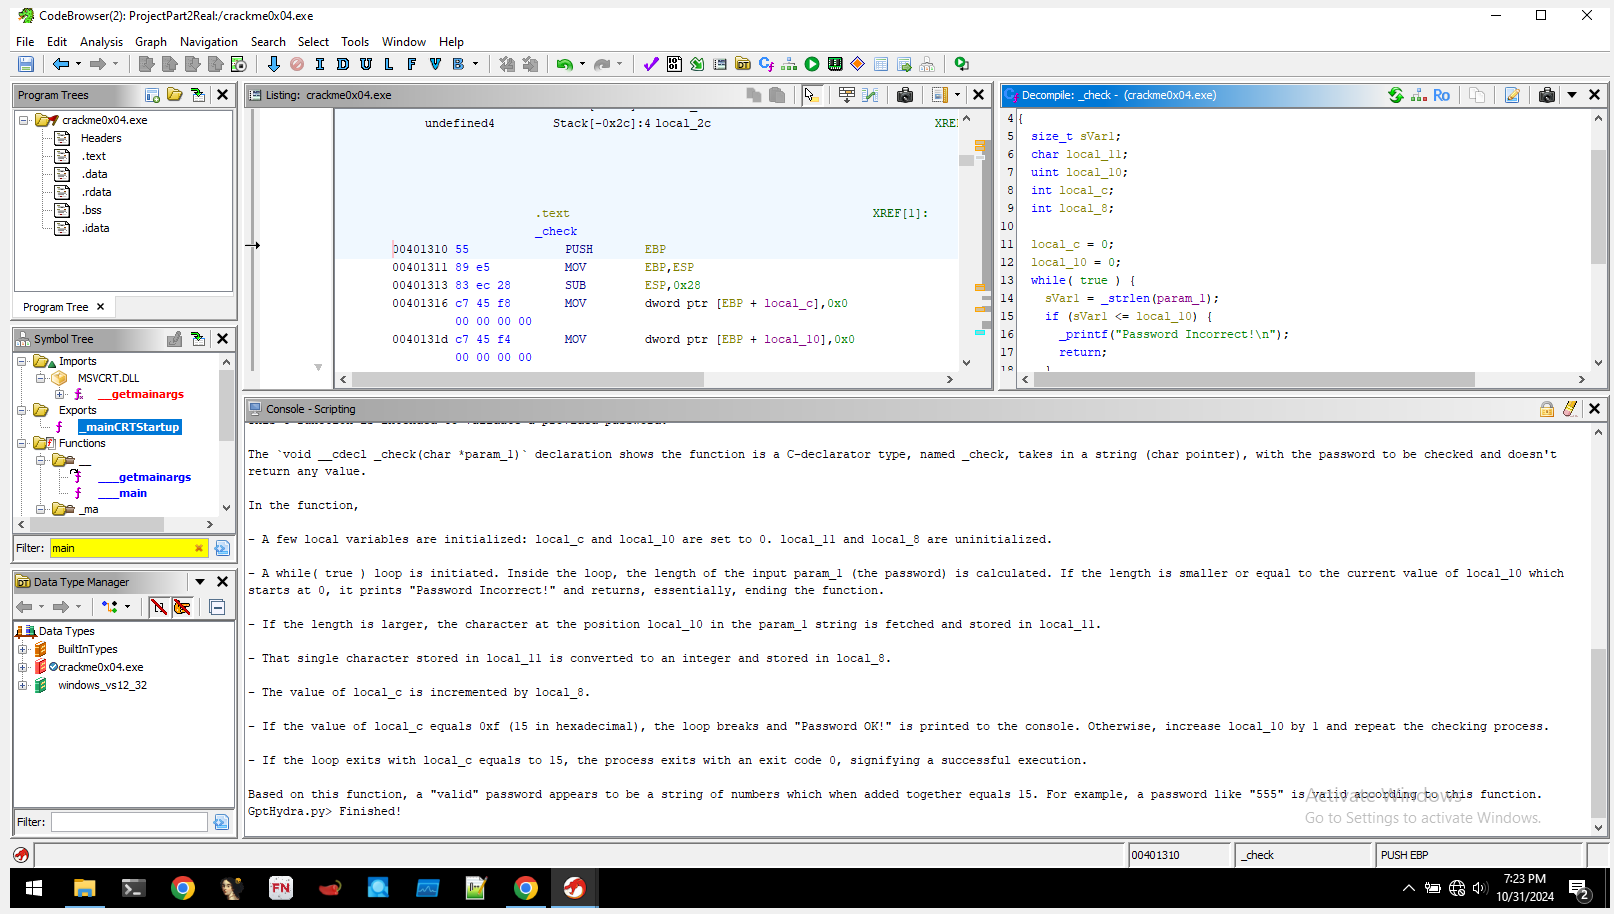 CodeBrowser(2): ProjectPart2Real:/crackme0x04.exe
File Edit Analysis Graph Navigation Search Select Tools Window Help
I D U L F V B
Program Trees
crackme0x04.exe
Headers
.text
.data
.rdata
.bss
.idata
Program Tree
Symbol Tree
Imports
MSVCRT.DLL
__getmainargs
Exports
_mainCRTStartup
Functions
__
___getmainargs
___main
_ma
Filter: main
Data Type Manager
Data Types
BuiltInTypes
crackme0x04.exe
windows_vs12_32
Filter:
Listing: crackme0x04.exe
undefined4 Stack[-0x2c]:4 local_2c XRE
.text XREF[1]:
_check
00401310 55 PUSH EBP
00401311 89 e5 MOV EBP,ESP
00401313 83 ec 28 SUB ESP,0x28
00401316 c7 45 f8 MOV dword ptr [EBP + local_c],0x0
00 00 00 00
0040131d c7 45 f4 MOV dword ptr [EBP + local_10],0x0
00 00 00 00
Decompile: _check - (crackme0x04.exe)
Ro
4 {
5 size_t sVar1;
6 char local_11;
7 uint local_10;
8 int local_c;
9 int local_8;
10
11 local_c = 0;
12 local_10 = 0;
13 while( true ) {
14 sVar1 = _strlen(param_1);
15 if (sVar1 <= local_10) {
16 _printf("Password Incorrect!\n");
17 return;
18 }
Console - Scripting
This C function is intended to validate a provided password.
The `void __cdecl _check(char *param_1)` declaration shows the function is a C-declarator type, named _check, takes in a string (char pointer), with the password to be checked and doesn't
return any value.
In the function,
- A few local variables are initialized: local_c and local_10 are set to 0. local_11 and local_8 are uninitialized.
- A while( true ) loop is initiated. Inside the loop, the length of the input param_1 (the password) is calculated. If the length is smaller or equal to the current value of local_10 which
starts at 0, it prints "Password Incorrect!" and returns, essentially, ending the function.
- If the length is larger, the character at the position local_10 in the param_1 string is fetched and stored in local_11.
- That single character stored in local_11 is converted to an integer and stored in local_8.
- The value of local_c is incremented by local_8.
- If the value of local_c equals 0xf (15 in hexadecimal), the loop breaks and "Password OK!" is printed to the console. Otherwise, increase local_10 by 1 and repeat the checking process.
- If the loop exits with local_c equals to 15, the process exits with an exit code 0, signifying a successful execution.
Based on this function, a "valid" password appears to be a string of numbers which when added together equals 15. For example, a password like "555" is valid according to this function.
GptHydra.py> Finished!
Activate Windows
Go to Settings to activate Windows.
00401310 _check PUSH EBP
FN
7:23 PM
10/31/2024
2